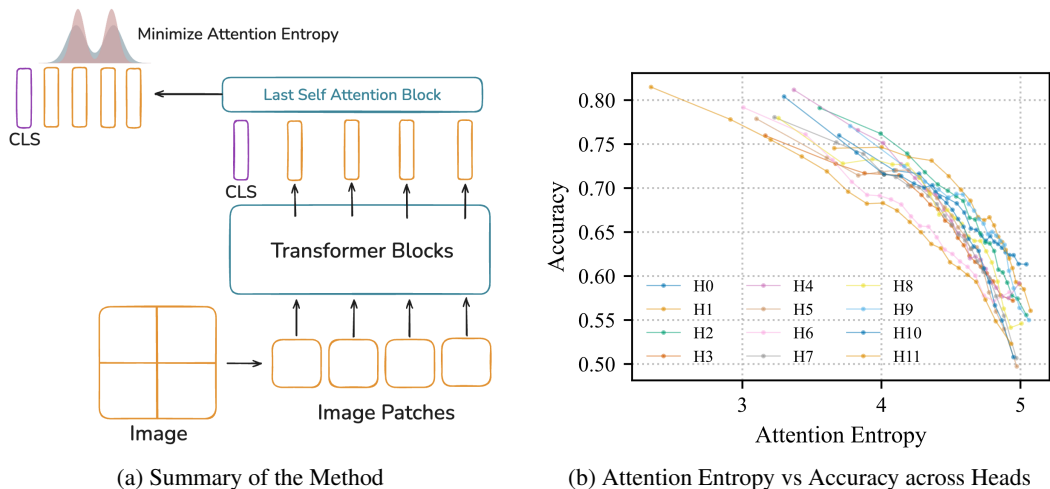 Minimize Attention Entropy
CLS
Last Self Attention Block
CLS
Transformer Blocks
Image Patches
Image
(a) Summary of the Method
Accuracy
0.80
0.75
0.70
0.65
0.60
0.55
0.50
H0 H4 H8
H1 H5 H9
H2 H6 H10
H3 H7 H11
3 4 5
Attention Entropy
(b) Attention Entropy vs Accuracy across Heads